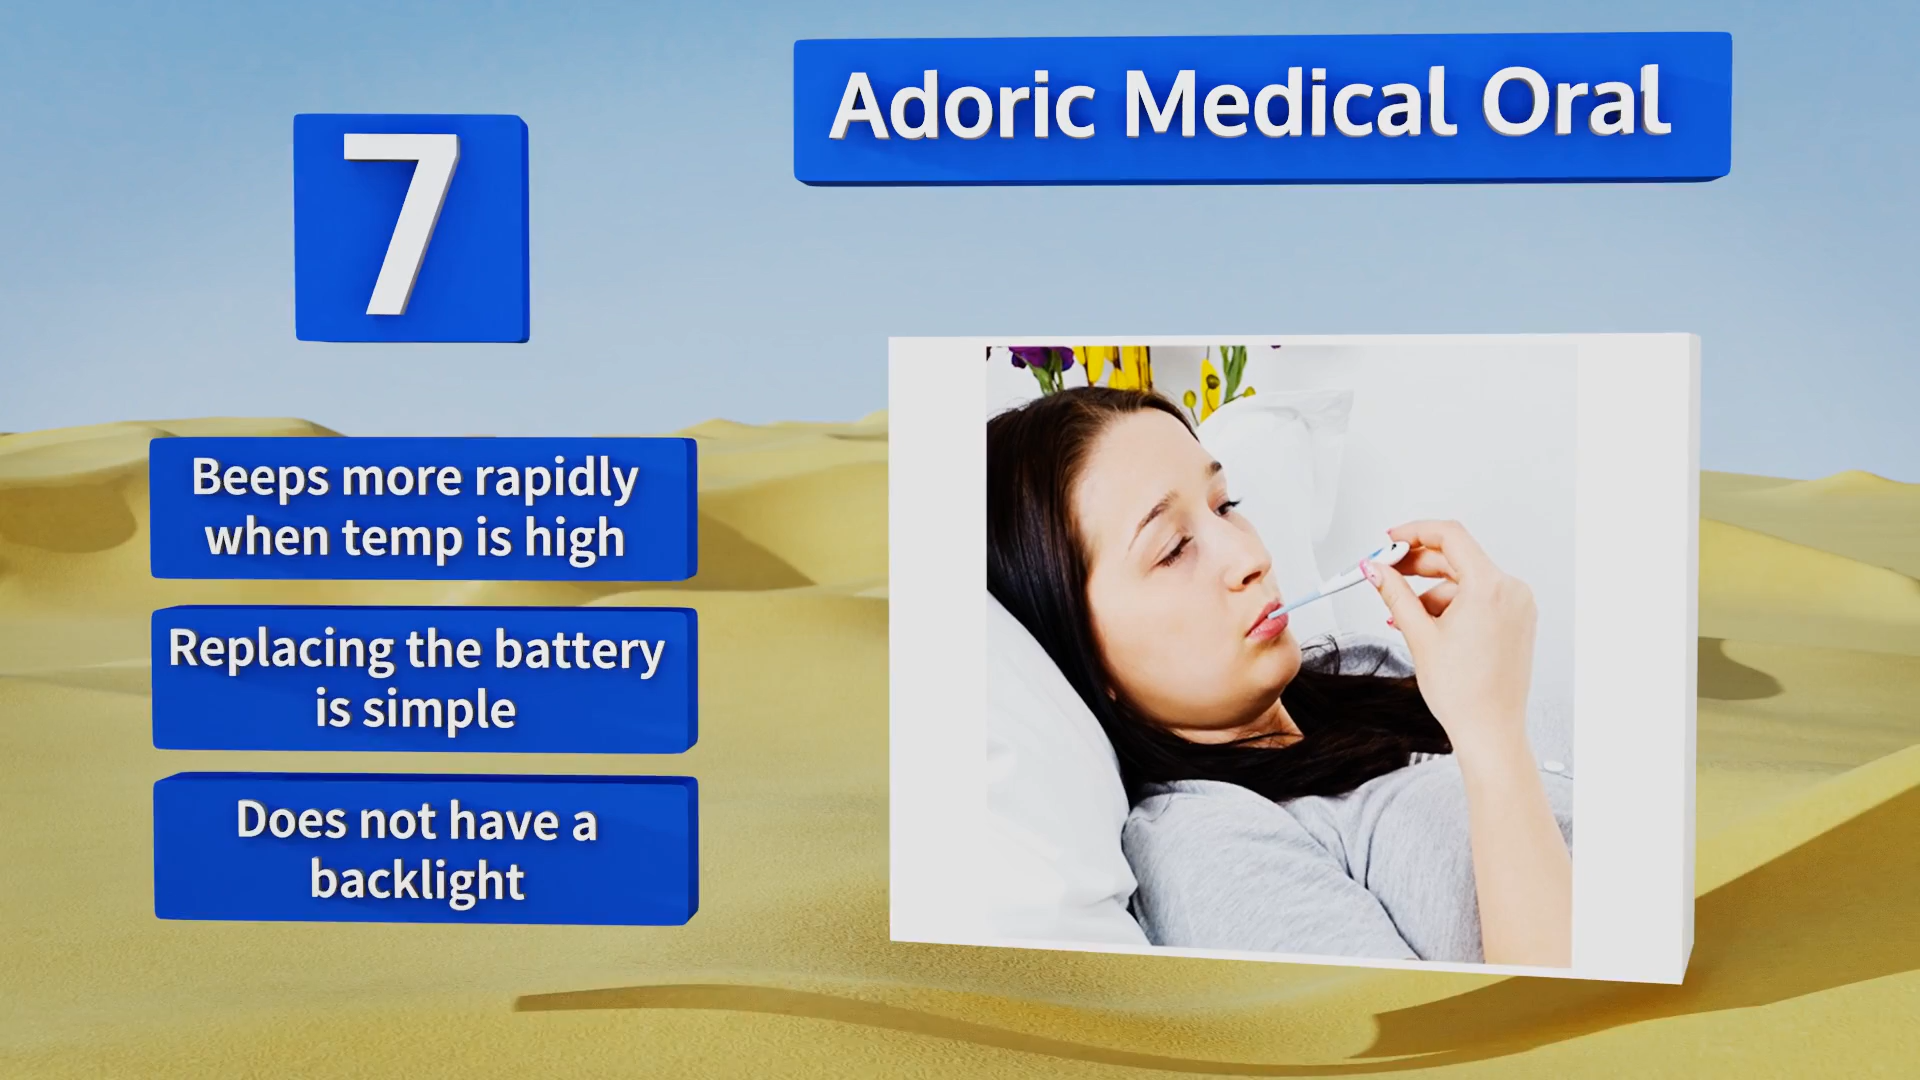 7
Adoric Medical Oral
Beeps more rapidly
when temp is high
Replacing the battery
is simple
Does not have a
backlight